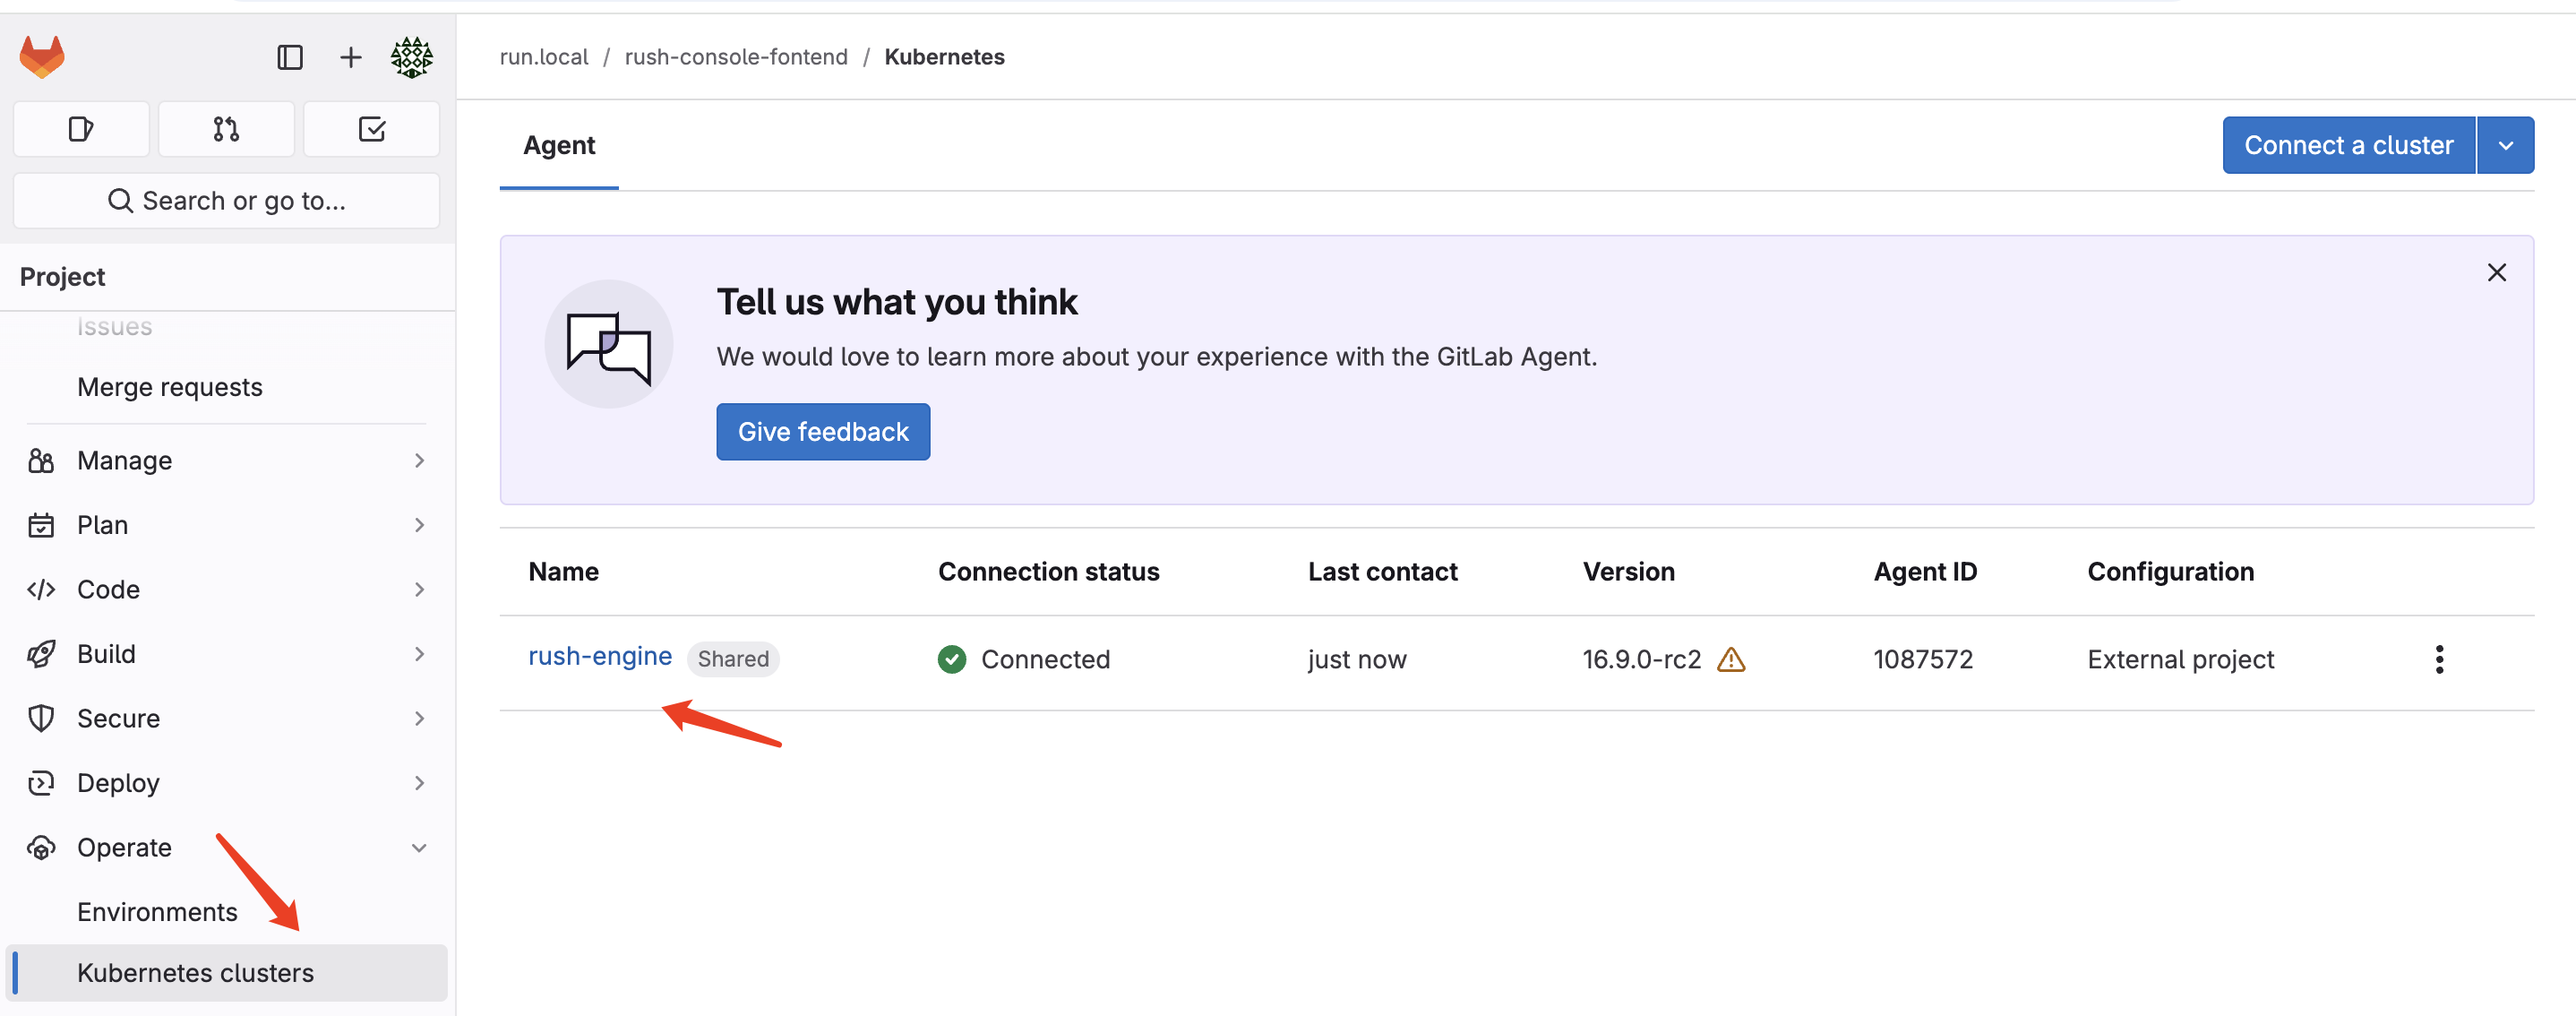 run.local / rush-console-fontend / Kubernetes
Search or go to...
Project
Issues
Merge requests
Manage
Plan
Code
Build
Secure
Deploy
Operate
Environments
Kubernetes clusters
Agent
Connect a cluster
Tell us what you think
We would love to learn more about your experience with the GitLab Agent.
Give feedback
Name Connection status Last contact Version Agent ID Configuration
rush-engine Shared Connected just now 16.9.0-rc2 1087572 External project